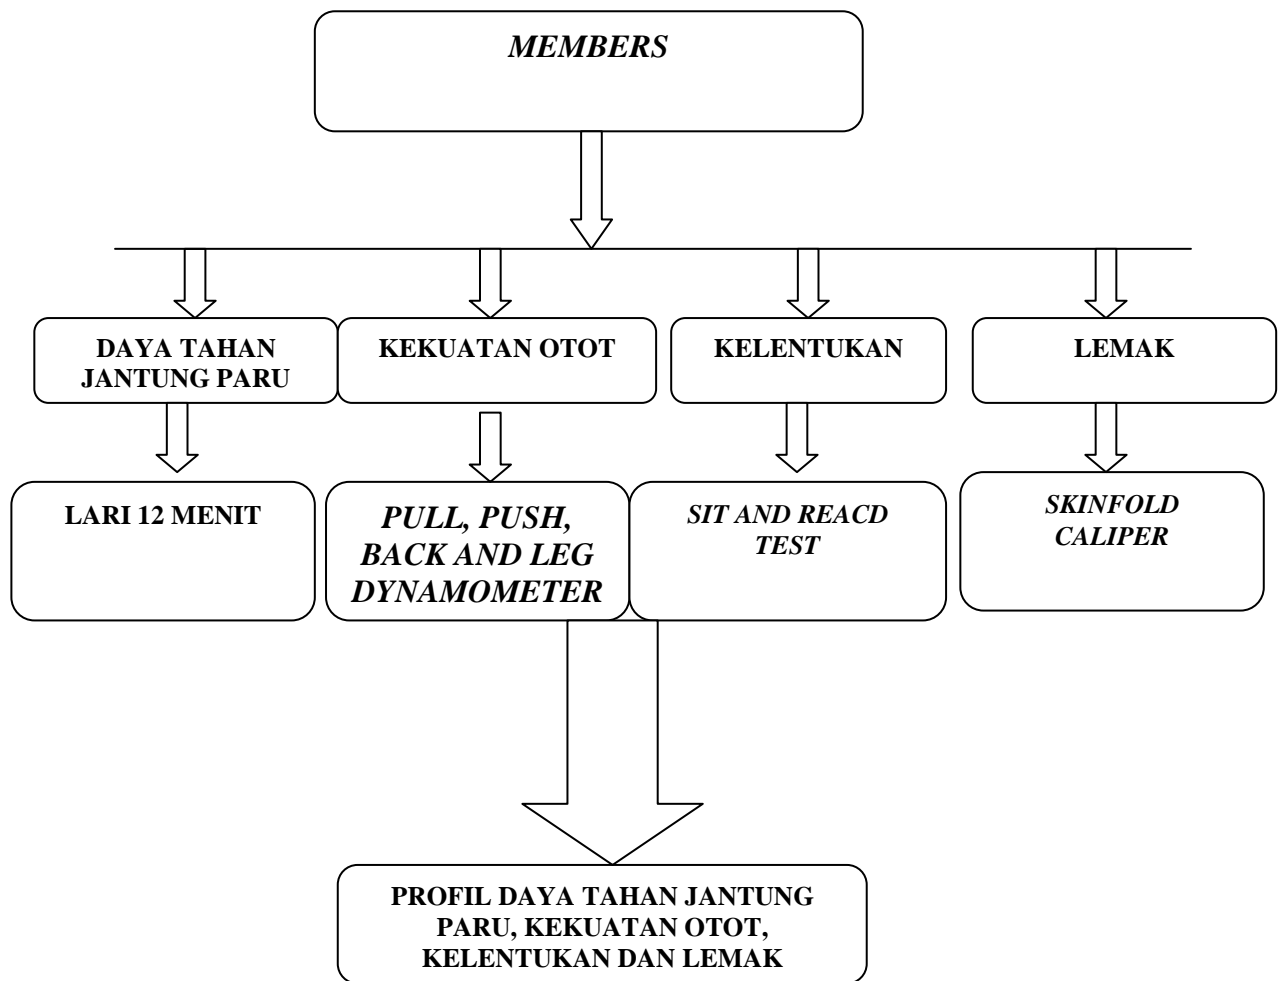 MEMBERS
DAYA TAHAN
JANTUNG PARU
KEKUATAN OTOT
KELENTUKAN
LEMAK
LARI 12 MENIT
PULL, PUSH,
BACK AND LEG
DYNAMOMETER
SIT AND REACD
TEST
SKINFOLD
CALIPER
PROFIL DAYA TAHAN JANTUNG
PARU, KEKUATAN OTOT,
KELENTUKAN DAN LEMAK